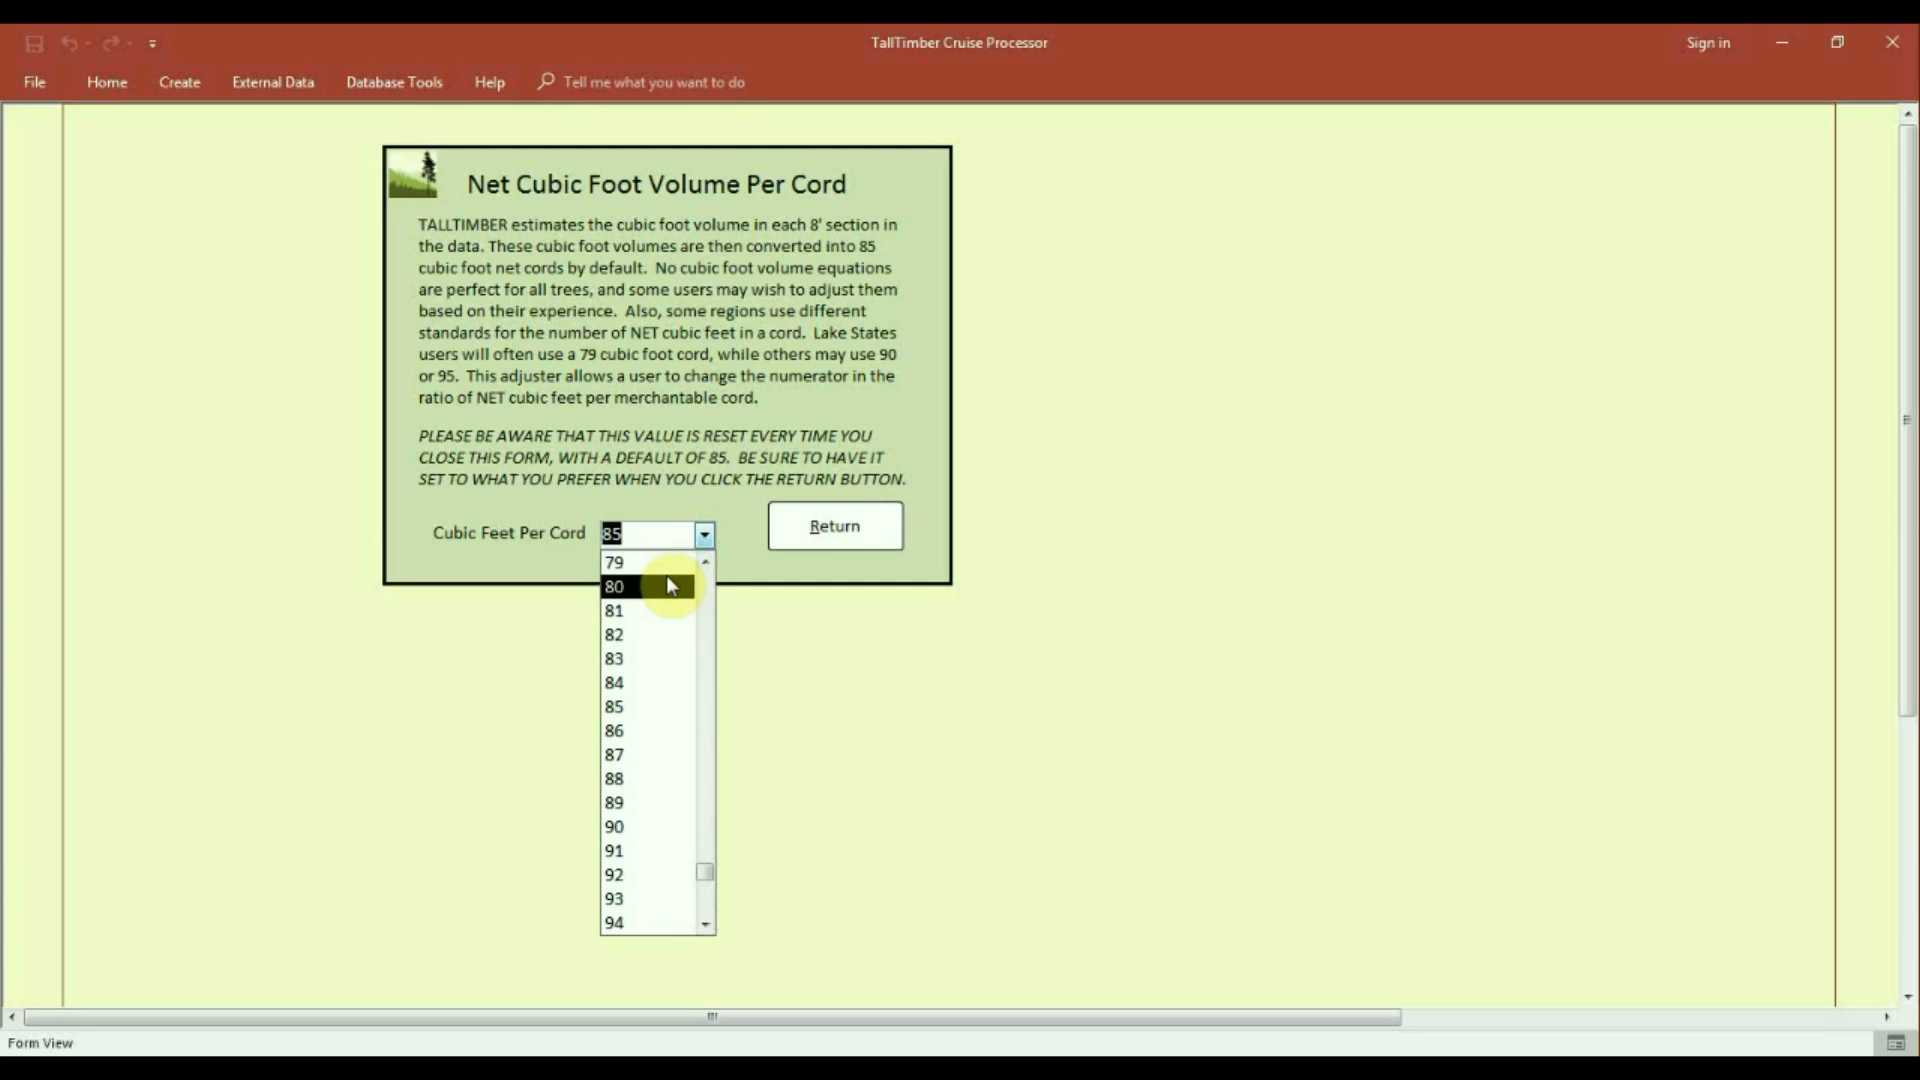 TallTimber Cruise Processor
Sign in
File Home Create External Data Database Tools Help Tell me what you want to do
Net Cubic Foot Volume Per Cord
TALLTIMBER estimates the cubic foot volume in each 8' section in
the data. These cubic foot volumes are then converted into 85
cubic foot net cords by default. No cubic foot volume equations
are perfect for all trees, and some users may wish to adjust them
based on their experience. Also, some regions use different
standards for the number of NET cubic feet in a cord. Lake States
users will often use a 79 cubic foot cord, while others may use 90
or 95. This adjuster allows a user to change the numerator in the
ratio of NET cubic feet per merchantable cord.
PLEASE BE AWARE THAT THIS VALUE IS RESET EVERY TIME YOU
CLOSE THIS FORM, WITH A DEFAULT OF 85. BE SURE TO HAVE IT
SET TO WHAT YOU PREFER WHEN YOU CLICK THE RETURN BUTTON.
Cubic Feet Per Cord 85 Return
79
80
81
82
83
84
85
86
87
88
89
90
91
92
93
94
Form View